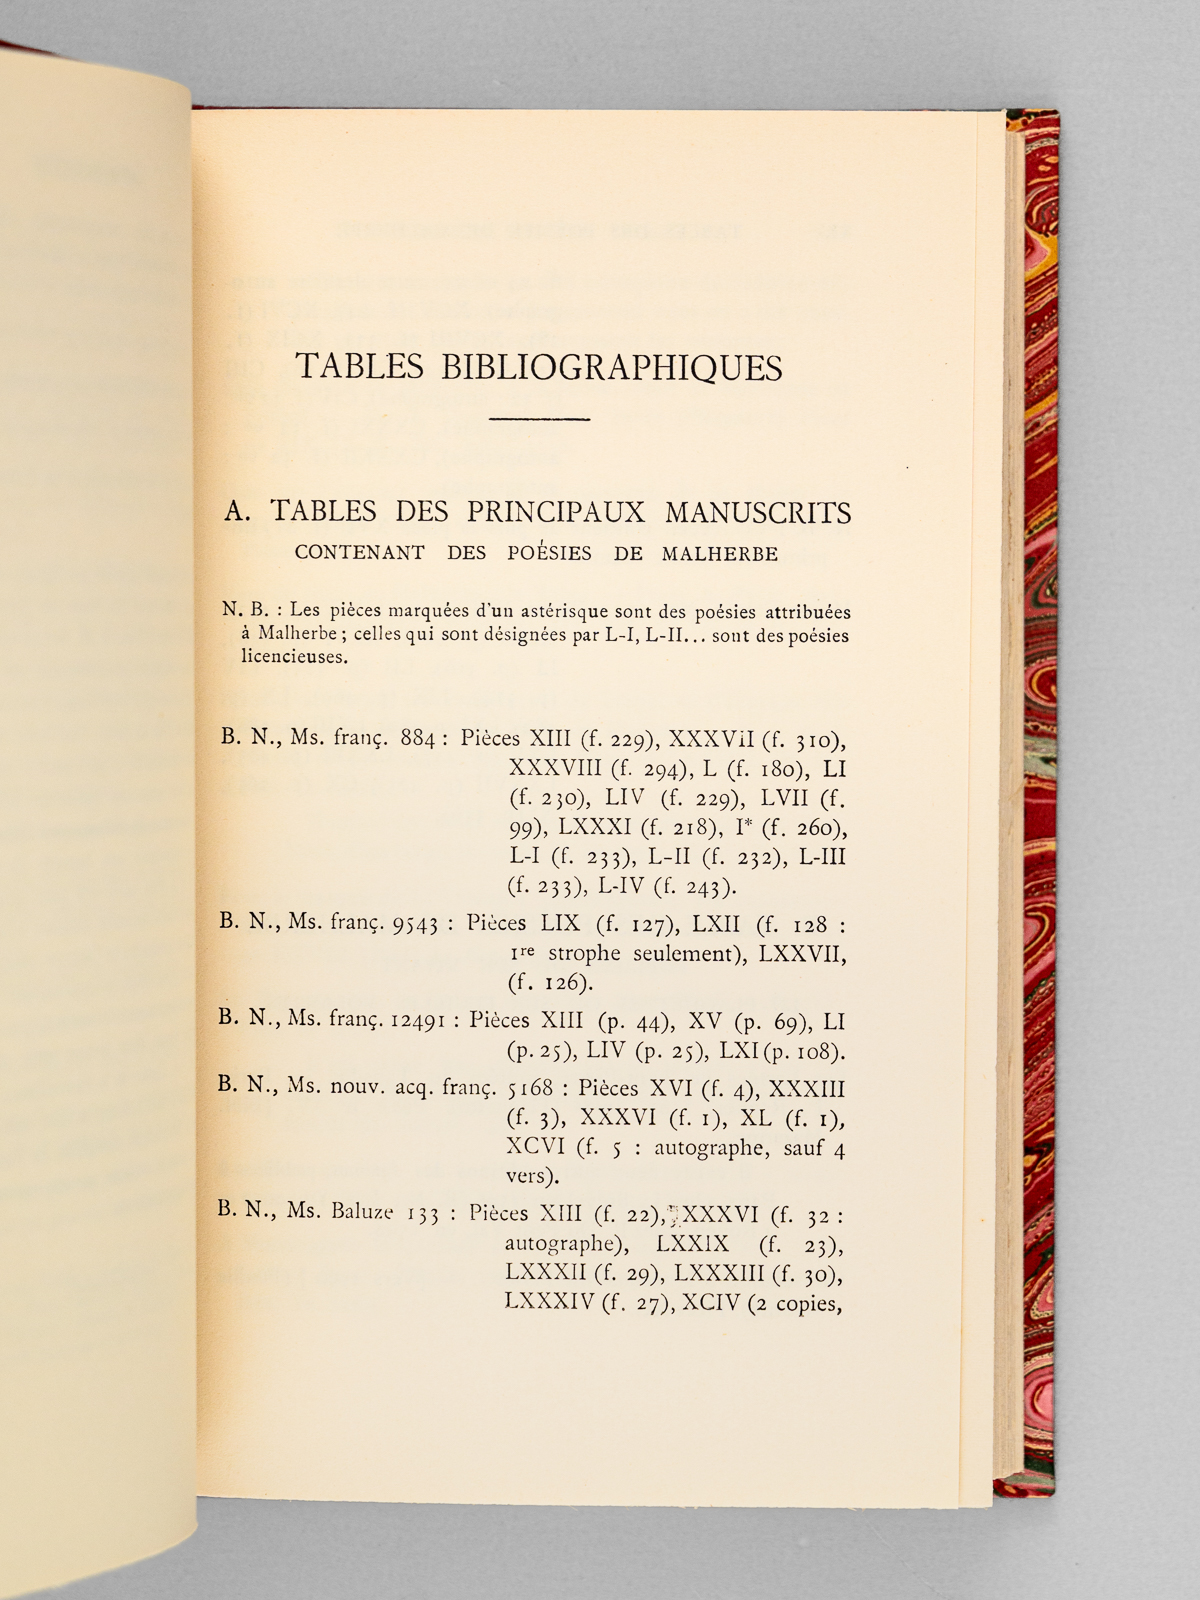 TABLES BIBLIOGRAPHIQUES
A. TABLES DES PRINCIPAUX MANUSCRITS
CONTENANT DES POÉSIES DE MALHERBE
N. B. : Les pièces marquées d'un astérisque sont des poésies attribuées
à Malherbe ; celles qui sont désignées par L-I, L-II... sont des poésies
licencieuses.
B. N., Ms. franç. 884 : Pièces XIII (f. 229), XXXVII (f. 310),
XXXVIII (f. 294), L (f. 180), LI
(f. 230), LIV (f. 229), LVII (f.
99), LXXXI (f. 218), I* (f. 260),
L-I (f. 233), L-II (f. 232), L-III
(f. 233), L-IV (f. 243).
B. N., Ms. franç. 9543 : Pièces LIX (f. 127), LXII (f. 128 :
1re strophe seulement), LXXVII,
(f. 126).
B. N., Ms. franç. 12491 : Pièces XIII (p. 44), XV (p. 69), LI
(p. 25), LIV (p. 25), LXI (p. 108).
B. N., Ms. nouv. acq. franç. 5168 : Pièces XVI (f. 4), XXXIII
(f. 3), XXXVI (f. 1), XL (f. 1),
XCVI (f. 5 : autographe, sauf 4
vers).
B. N., Ms. Baluze 133 : Pièces XIII (f. 22), XXXVI (f. 32 :
autographe), LXXIX (f. 23),
LXXXII (f. 29), LXXXIII (f. 30),
LXXXIV (f. 27), XCIV (2 copies,